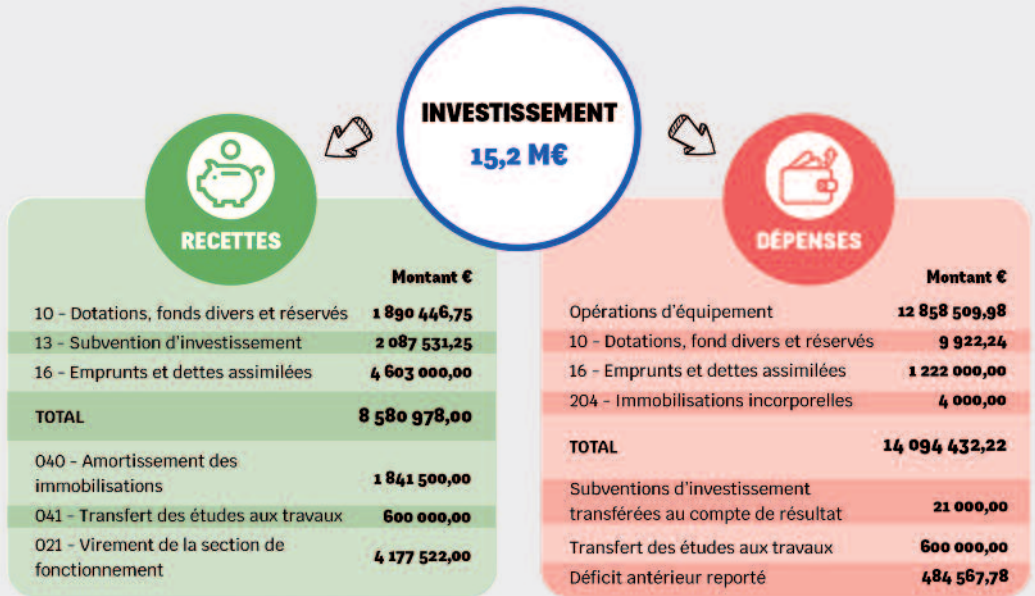 INVESTISSEMENT
15,2 M€
RECETTES
Montant €
10 - Dotations, fonds divers et réservés 1 890 446,75
13 - Subvention d'investissement 2 087 531,25
16 - Emprunts et dettes assimilées 4 603 000,00
TOTAL 8 580 978,00
040 - Amortissement des
immobilisations 1 841 500,00
041 - Transfert des études aux travaux 600 000,00
021 - Virement de la section de
fonctionnement 4 177 522,00
DÉPENSES
Montant €
Opérations d'équipement 12 858 509,98
10 - Dotations, fond divers et réservés 9 922,24
16 - Emprunts et dettes assimilées 1 222 000,00
204 - Immobilisations incorporelles 4 000,00
TOTAL 14 094 432,22
Subventions d'investissement
transférées au compte de résultat 21 000,00
Transfert des études aux travaux 600 000,00
Déficit antérieur reporté 484 567,78